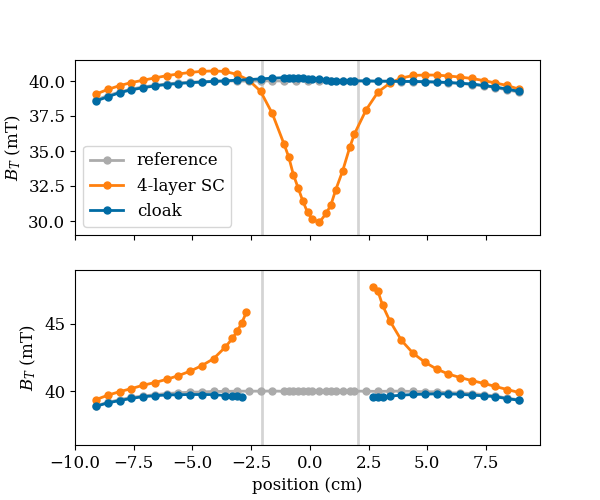 40.0
37.5
35.0
32.5
30.0
B_T (mT)
reference
4-layer SC
cloak
45
40
B_T (mT)
−10.0 −7.5 −5.0 −2.5 0.0 2.5 5.0 7.5
position (cm)